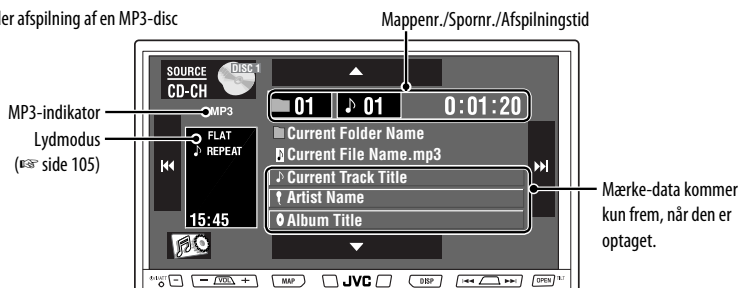 ler afspilning af en MP3-disc
Mappenr./Spornr./Afspilningstid
SOURCE
DISC 1
CD-CH
MP3-indikator
MP3
01 01 0:01:20
Lydmodus
(☞ side 105)
FLAT
REPEAT
Current Folder Name
Current File Name.mp3
Current Track Title
Artist Name
Album Title
15:45
Mærke-data kommer
kun frem, når den er
optaget.
VOL
MAP
JVC
DISP
OPEN
TILT